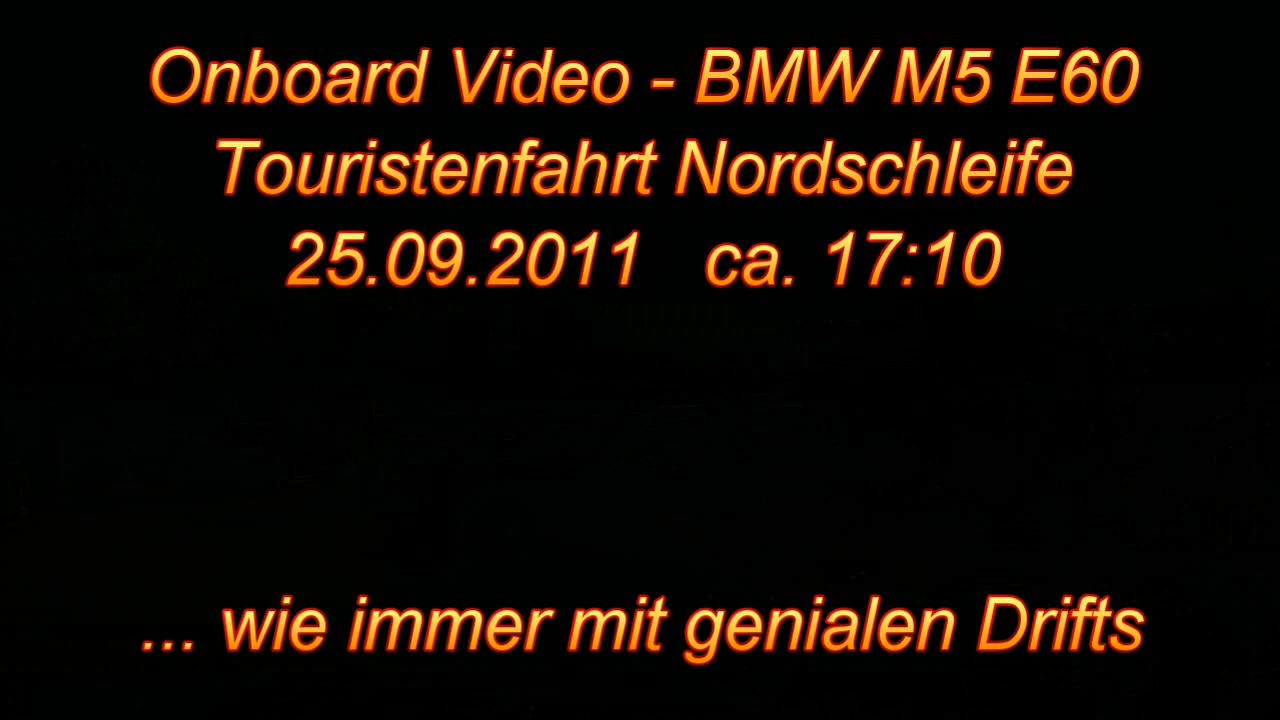 Onboard Video - BMW M5 E60
Touristenfahrt Nordschleife
25.09.2011 ca. 17:10
... wie immer mit genialen Drifts